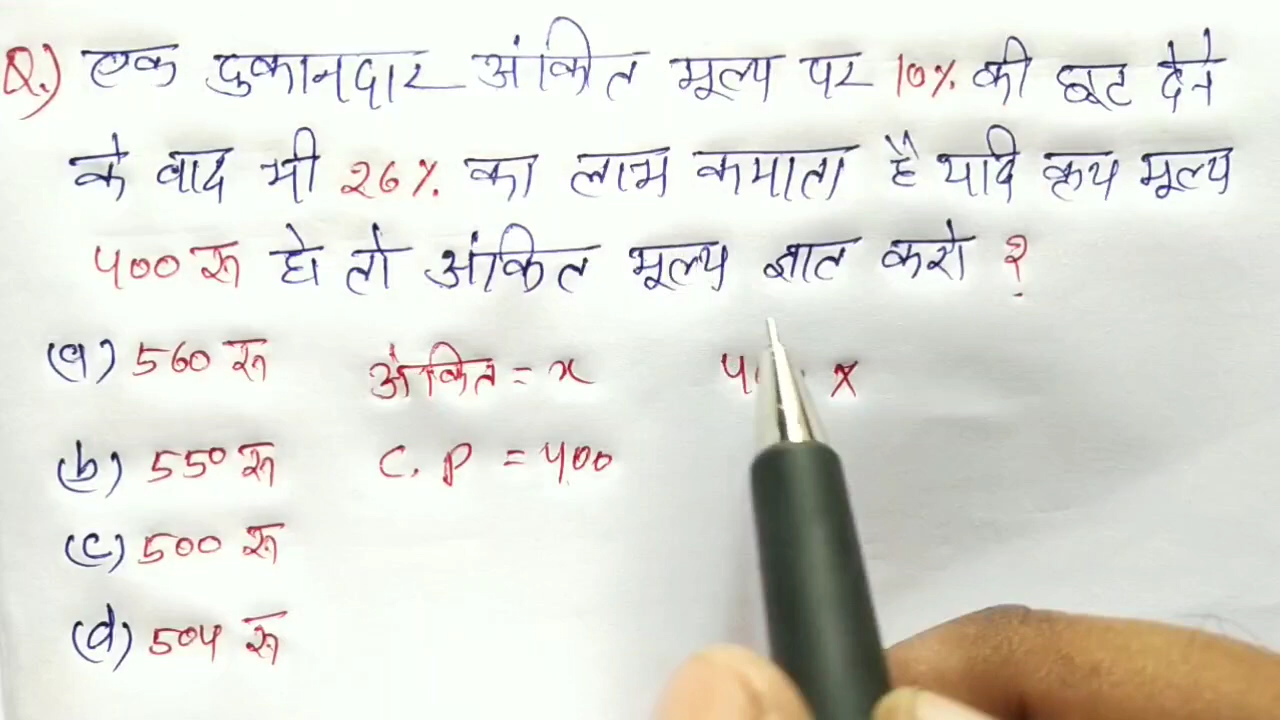 Q.) एक दुकानदार अंकित मूल्य पर 10% की छूट देने
के बाद भी 26% का लाभ कमाता है यदि क्रय मूल्य
400 रू हो तो अंकित मूल्य ज्ञात करो ?
(a) 560 रू
(b) 550 रू
(c) 500 रू
(d) 504 रू
अंकित = x
C. P = 400
x